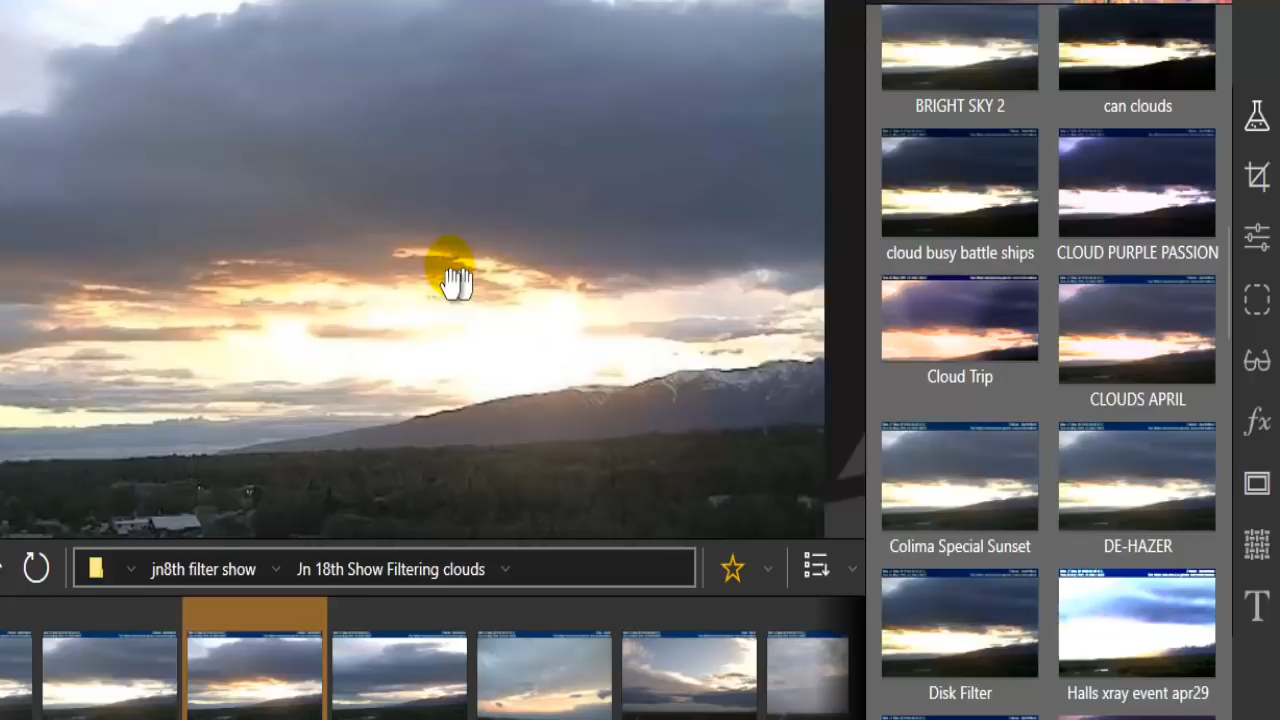 BRIGHT SKY 2
can clouds
cloud busy battle ships
CLOUD PURPLE PASSION
Cloud Trip
CLOUDS APRIL
Colima Special Sunset
DE-HAZER
Disk Filter
Halls xray event apr29
jn8th filter show
Jn 18th Show Filtering clouds
fx
T